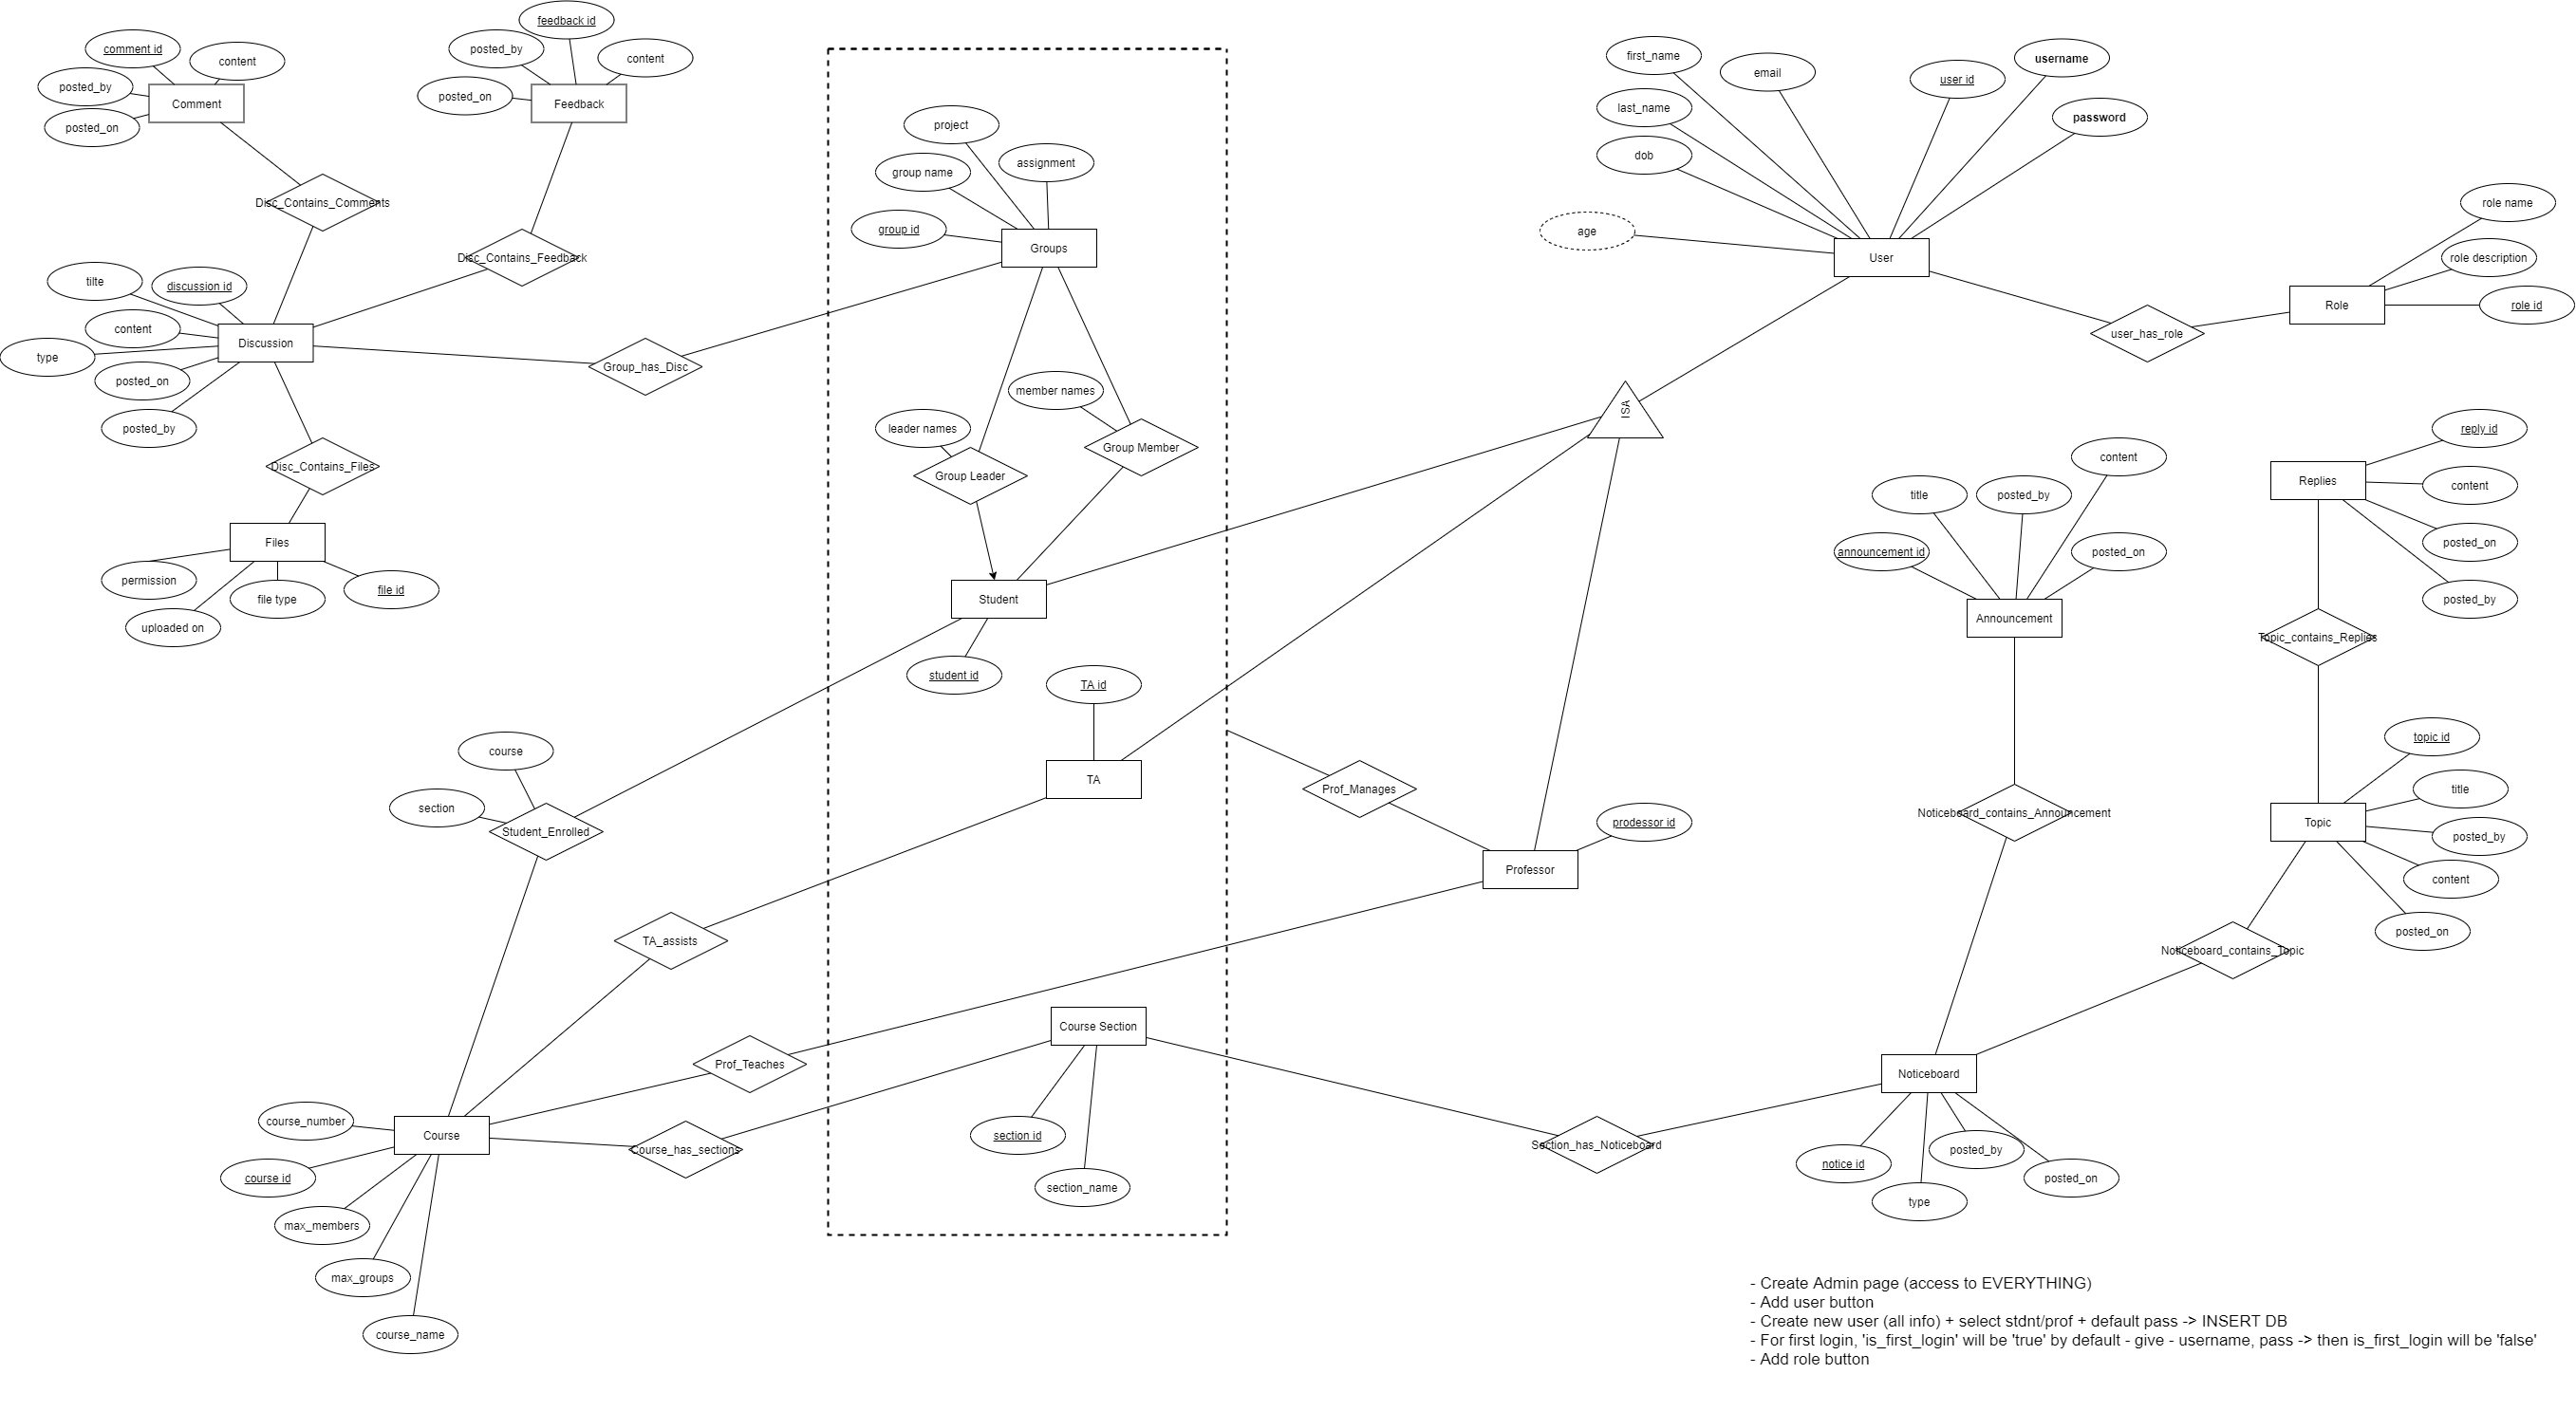 feedback id
comment id
posted_by
content
content
posted_by
posted_on
posted_on
Comment
Feedback
Disc_Contains_Comments
Disc_Contains_Feedback
tilte
discussion id
content
type
Discussion
posted_on
posted_by
Group_has_Disc
Disc_Contains_Files
Files
permission
uploaded on
file type
file id
project
group name
assignment
group id
Groups
member names
leader names
Group Leader
Group Member
Student
student id
TA id
TA
first_name
email
user id
username
last_name
password
dob
age
User
role name
role description
Role
role id
user_has_role
ISA
content
title
posted_by
announcement id
posted_on
Announcement
reply id
Replies
content
posted_on
posted_by
Topic_contains_Replies
course
section
Student_Enrolled
Prof_Manages
prodessor id
Professor
Noticeboard_contains_Announcement
topic id
title
Topic
posted_by
content
posted_on
Noticeboard_contains_Topic
TA_assists
Prof_Teaches
Course Section
Noticeboard
course_number
Course
course id
max_members
max_groups
course_name
Course_has_sections
section id
section_name
Section_has_Noticeboard
notice id
type
posted_by
posted_on
- Create Admin page (access to EVERYTHING)
- Add user button
- Create new user (all info) + select stdnt/prof + default pass -> INSERT DB
- For first login, 'is_first_login' will be 'true' by default - give - username, pass -> then is_first_login will be 'false'
- Add role button